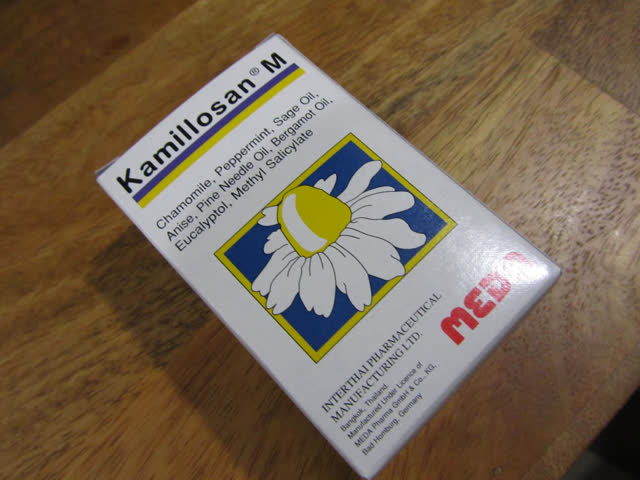 Kamillosan® M
Chamomile, Peppermint, Sage Oil,
Anise, Pine Needle Oil, Bergamot Oil,
Eucalyptol, Methyl Salicylate
MEDA
INTERTHAI PHARMACEUTICAL
MANUFACTURING LTD.
Bangkok, Thailand.
Manufactured Under Licence of
MEDA Pharma GmbH & Co., KG,
Bad Homburg, Germany